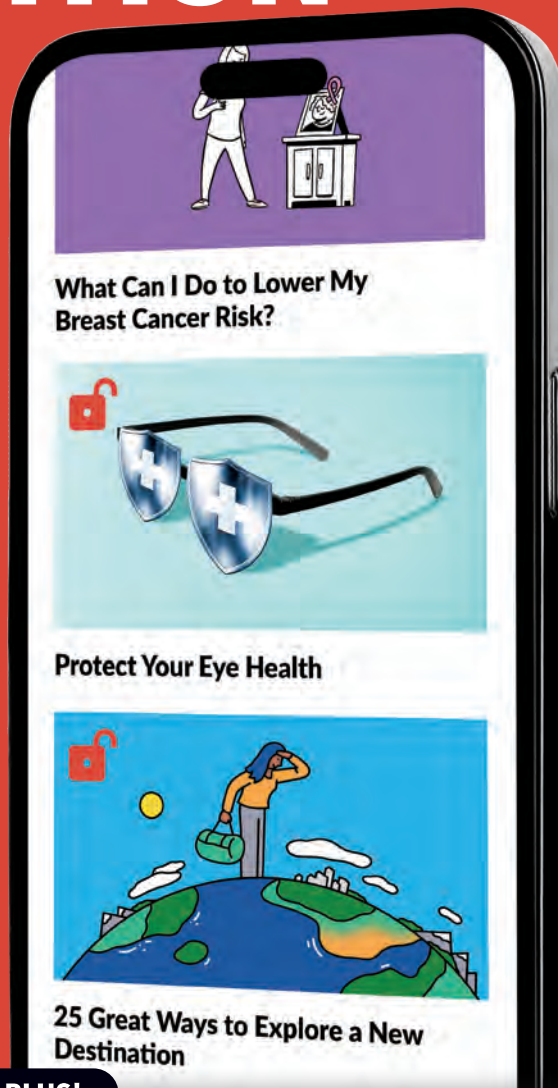 What Can I Do to Lower My
Breast Cancer Risk?
Protect Your Eye Health
25 Great Ways to Explore a New
Destination
PLUS!